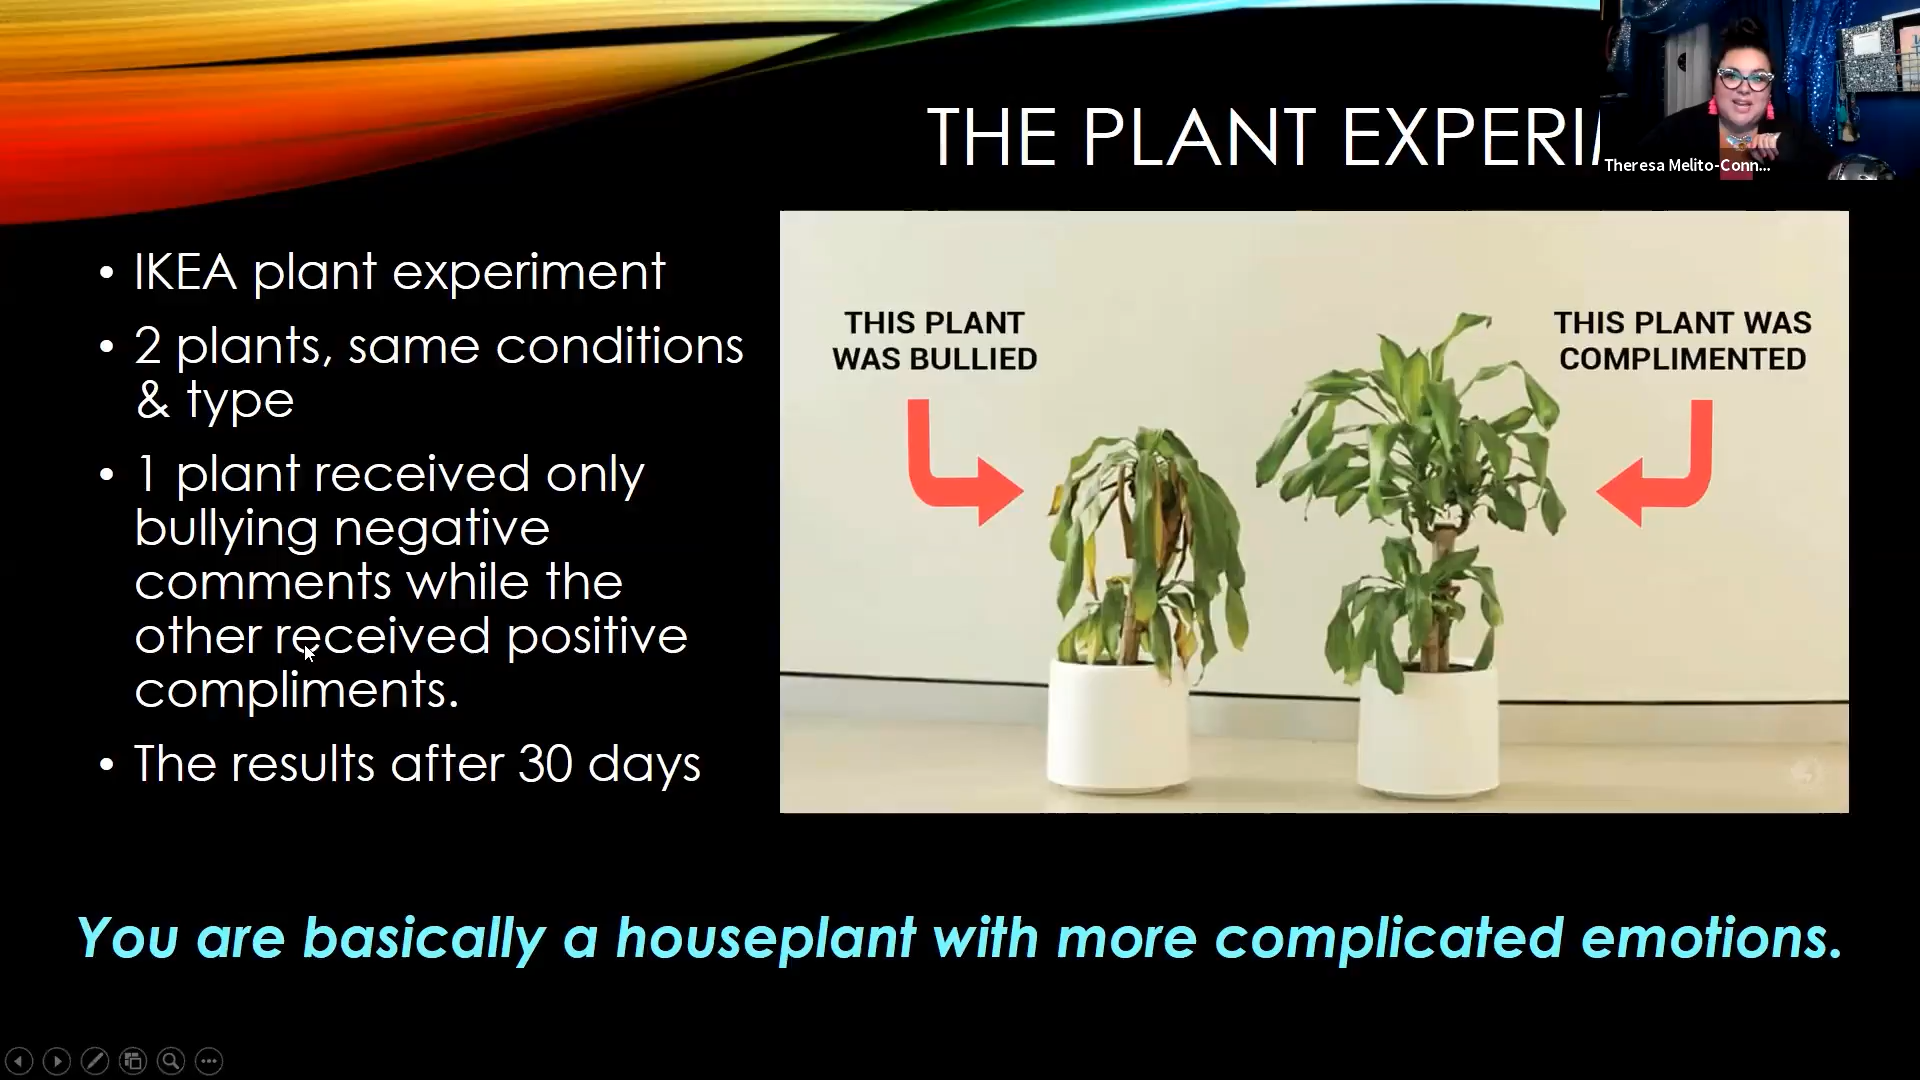 THE PLANT EXPERI
Theresa Melito-Conn...
• IKEA plant experiment
• 2 plants, same conditions
& type
• 1 plant received only
bullying negative
comments while the
other received positive
compliments.
• The results after 30 days
THIS PLANT
WAS BULLIED
THIS PLANT WAS
COMPLIMENTED
You are basically a houseplant with more complicated emotions.